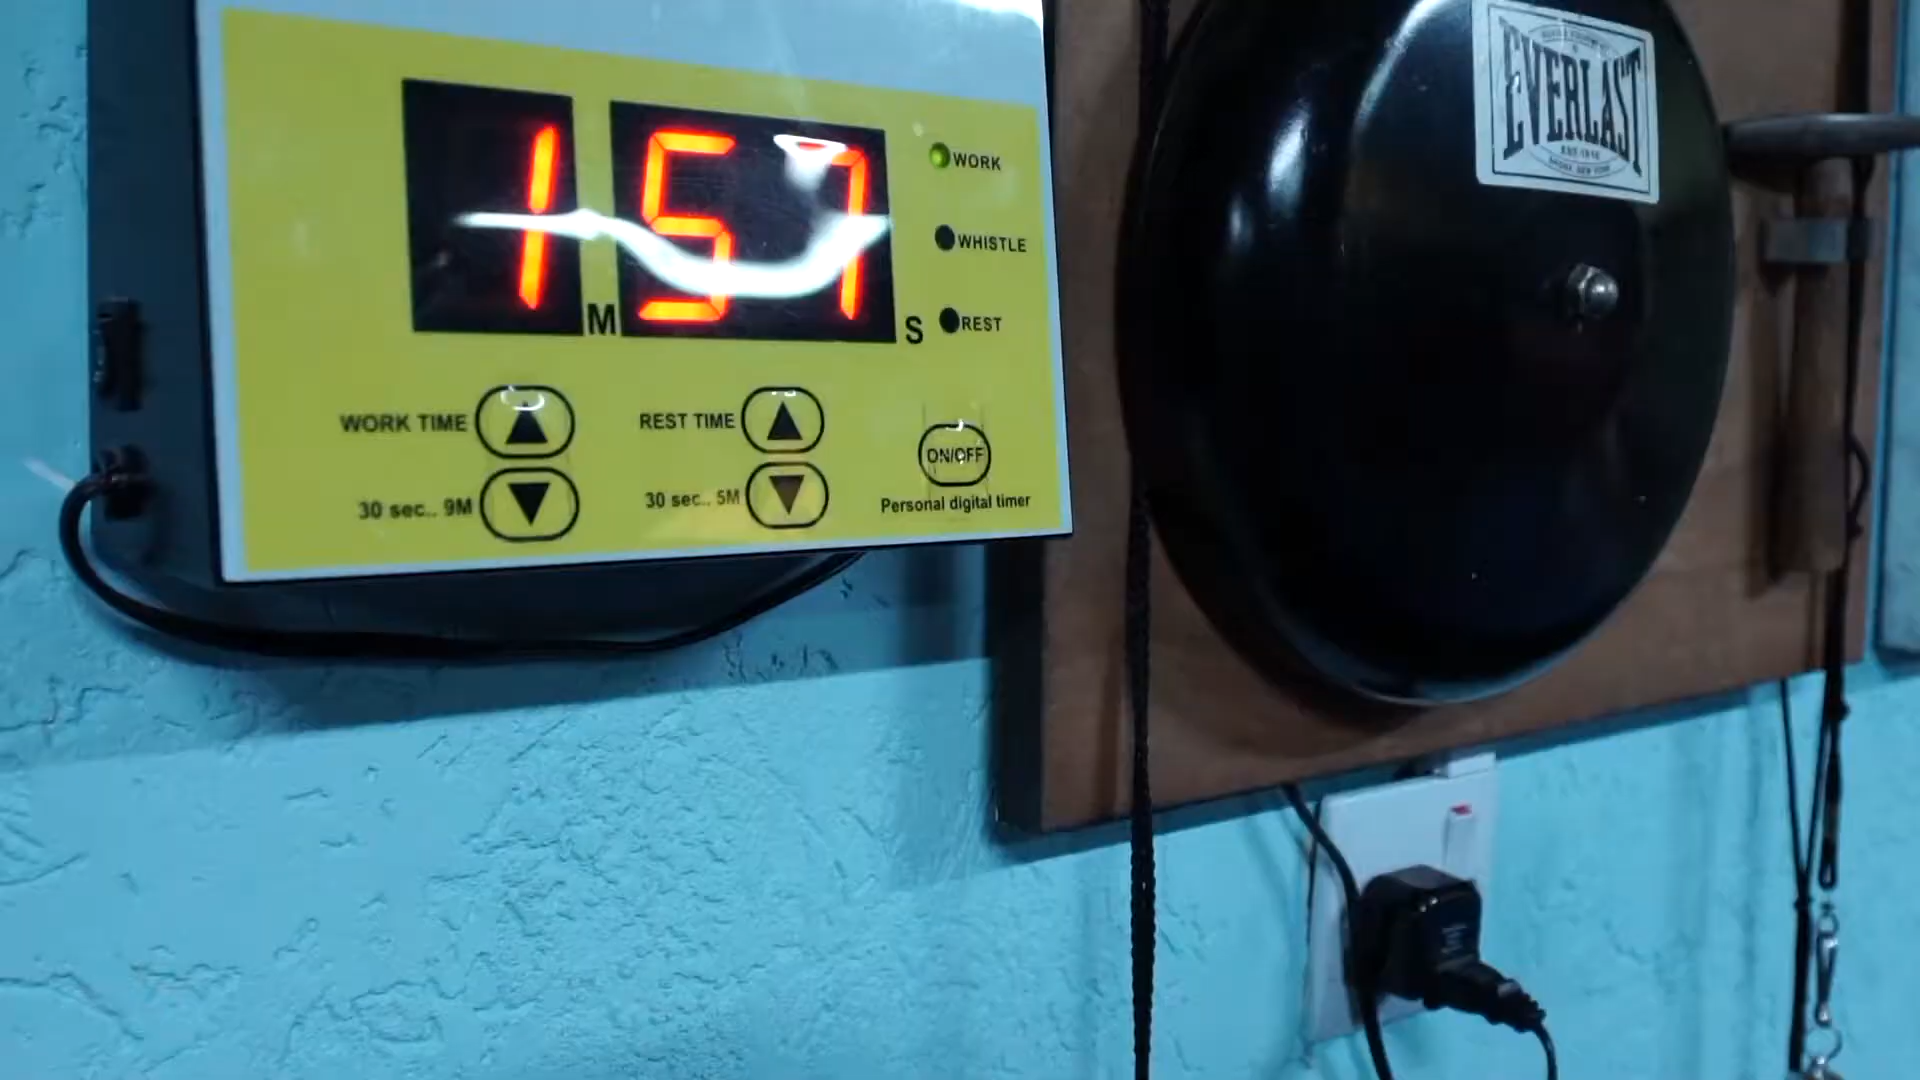 1 M 57 S
WORK
WHISTLE
REST
WORK TIME
30 sec.. 9M
REST TIME
30 sec.. 5M
ON/OFF
Personal digital timer
EVERLAST